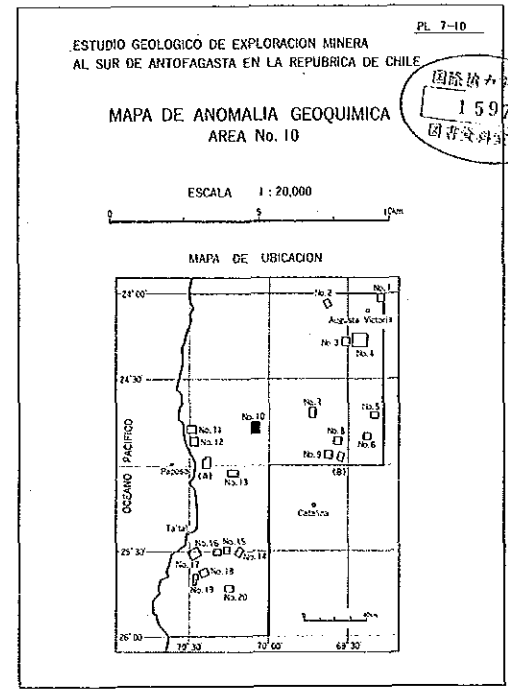 PL 7-10
ESTUDIO GEOLOGICO DE EXPLORACION MINERA
AL SUR DE ANTOFAGASTA EN LA REPUBRICA DE CHILE
1597
MAPA DE ANOMALIA GEOQUIMICA
AREA No. 10
ESCALA 1 : 20,000
0 5 10Km
MAPA DE UBICACION
24°00'
No. 2
No. 1
Augusta Victoria
No. 3
No. 4
24°30'
No. 7
No. 5
No. 10
No. 11
No. 8
No. 12
No. 6
No. 9
OCEANO PACIFICO
Paposo
(A)
(B)
No. 13
Catalina
Taltal
25°30'
No. 16
No. 15
No. 14
No. 17
No. 18
No. 19
No. 20
26°00'
70°30'
70°00'
69°30'